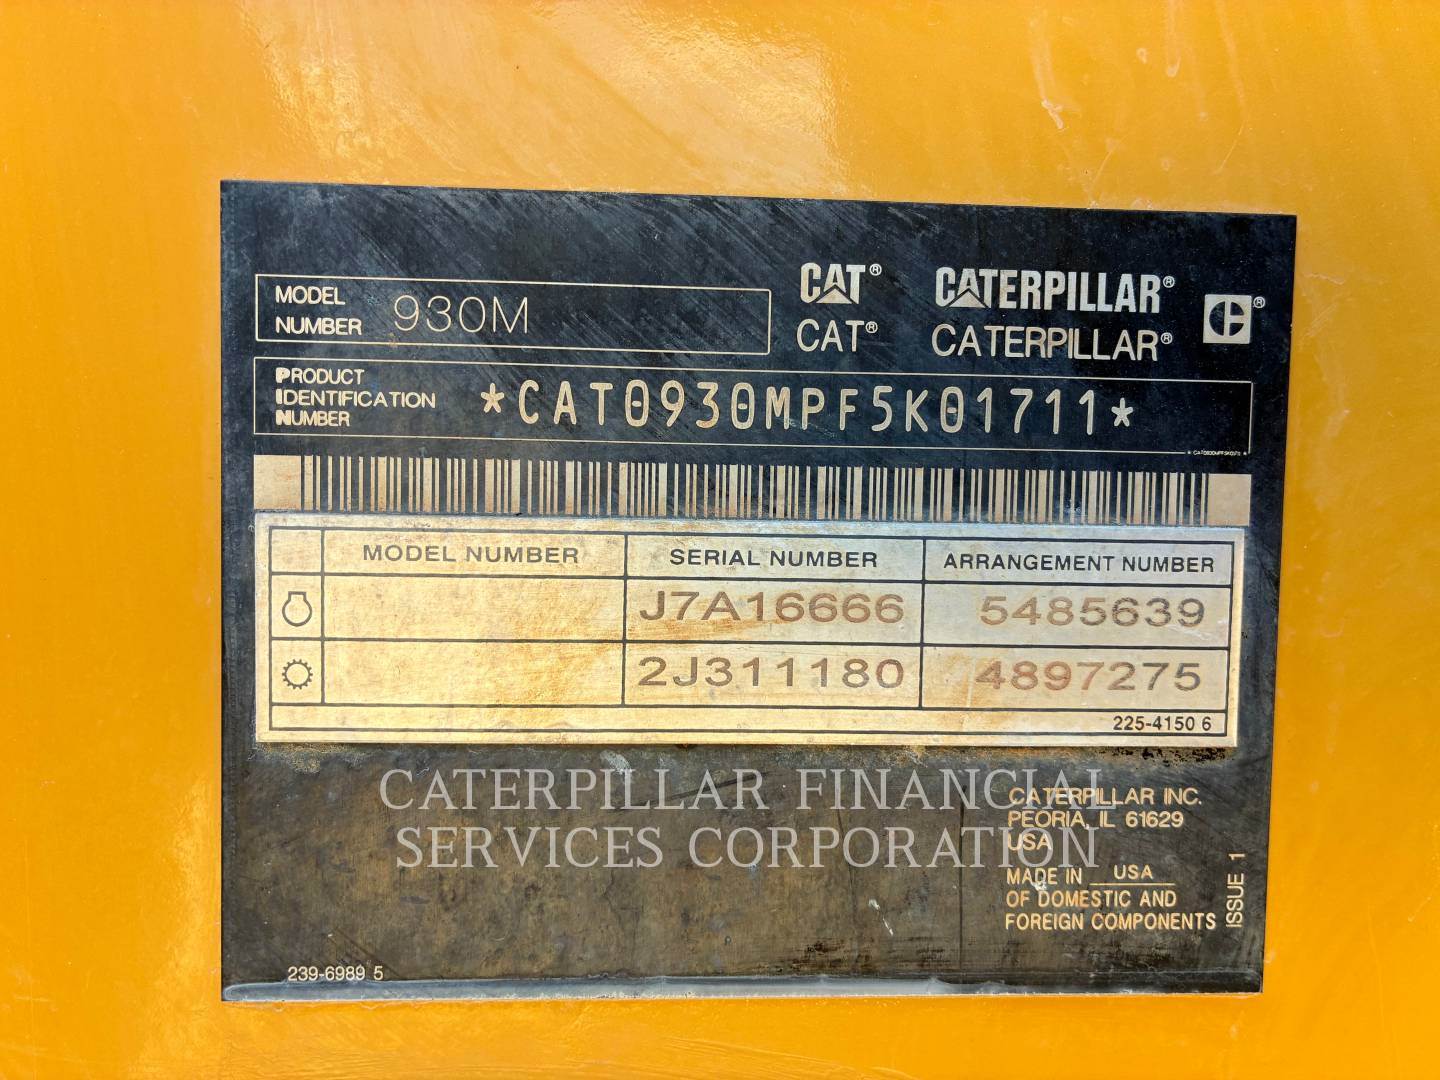 MODEL
NUMBER 930M
CAT® CATERPILLAR®
CAT® CATERPILLAR®
PRODUCT
IDENTIFICATION
NUMBER *CAT0930MPF5K01711*
MODEL NUMBER SERIAL NUMBER ARRANGEMENT NUMBER
J7A16666 5485639
2J311180 4897275
225-4150 6
CATERPILLAR FINANCIAL
SERVICES CORPORATION
CATERPILLAR INC.
PEORIA, IL 61629
USA
MADE IN USA
OF DOMESTIC AND
FOREIGN COMPONENTS
ISSUE 1
239-6989 5